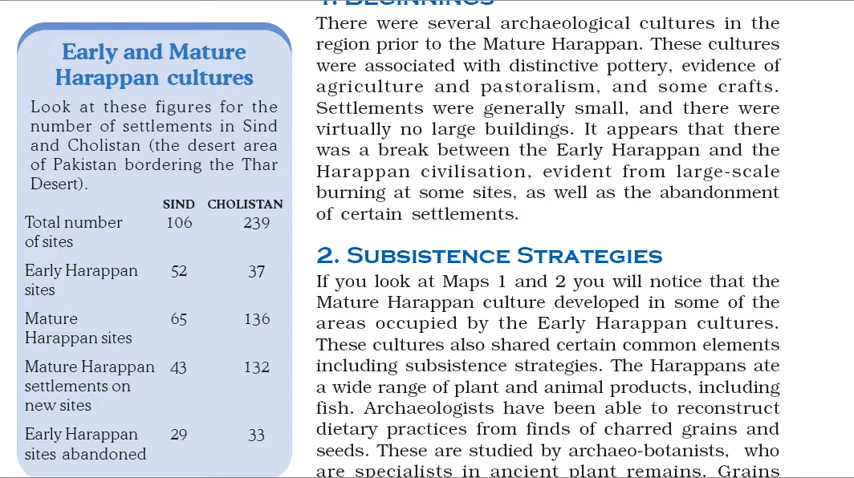 Early and Mature
Harappan cultures
Look at these figures for the
number of settlements in Sind
and Cholistan (the desert area
of Pakistan bordering the Thar
Desert).
SIND CHOLISTAN
Total number 106 239
of sites
Early Harappan 52 37
sites
Mature 65 136
Harappan sites
Mature Harappan 43 132
settlements on
new sites
Early Harappan 29 33
sites abandoned
1. BEGINNINGS
There were several archaeological cultures in the
region prior to the Mature Harappan. These cultures
were associated with distinctive pottery, evidence of
agriculture and pastoralism, and some crafts.
Settlements were generally small, and there were
virtually no large buildings. It appears that there
was a break between the Early Harappan and the
Harappan civilisation, evident from large-scale
burning at some sites, as well as the abandonment
of certain settlements.
2. SUBSISTENCE STRATEGIES
If you look at Maps 1 and 2 you will notice that the
Mature Harappan culture developed in some of the
areas occupied by the Early Harappan cultures.
These cultures also shared certain common elements
including subsistence strategies. The Harappans ate
a wide range of plant and animal products, including
fish. Archaeologists have been able to reconstruct
dietary practices from finds of charred grains and
seeds. These are studied by archaeo-botanists, who
are specialists in ancient plant remains. Grains